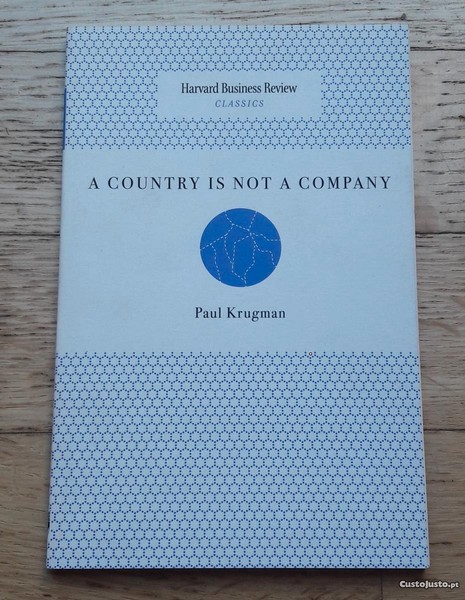 Harvard Business Review
CLASSICS
A COUNTRY IS NOT A COMPANY
Paul Krugman
CustoJusto.pt